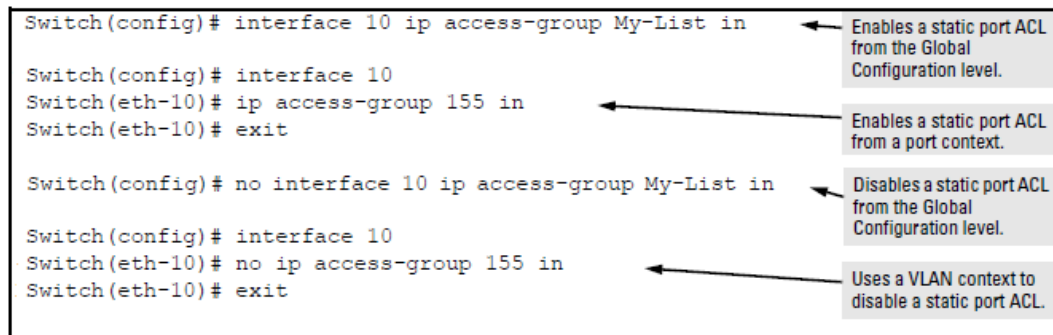 Switch(config)# interface 10 ip access-group My-List in
Enables a static port ACL
from the Global
Configuration level.
Switch(config)# interface 10
Switch(eth-10)# ip access-group 155 in
Switch(eth-10)# exit
Enables a static port ACL
from a port context.
Switch(config)# no interface 10 ip access-group My-List in
Disables a static port ACL
from the Global
Configuration level.
Switch(config)# interface 10
Switch(eth-10)# no ip access-group 155 in
Switch(eth-10)# exit
Uses a VLAN context to
disable a static port ACL.